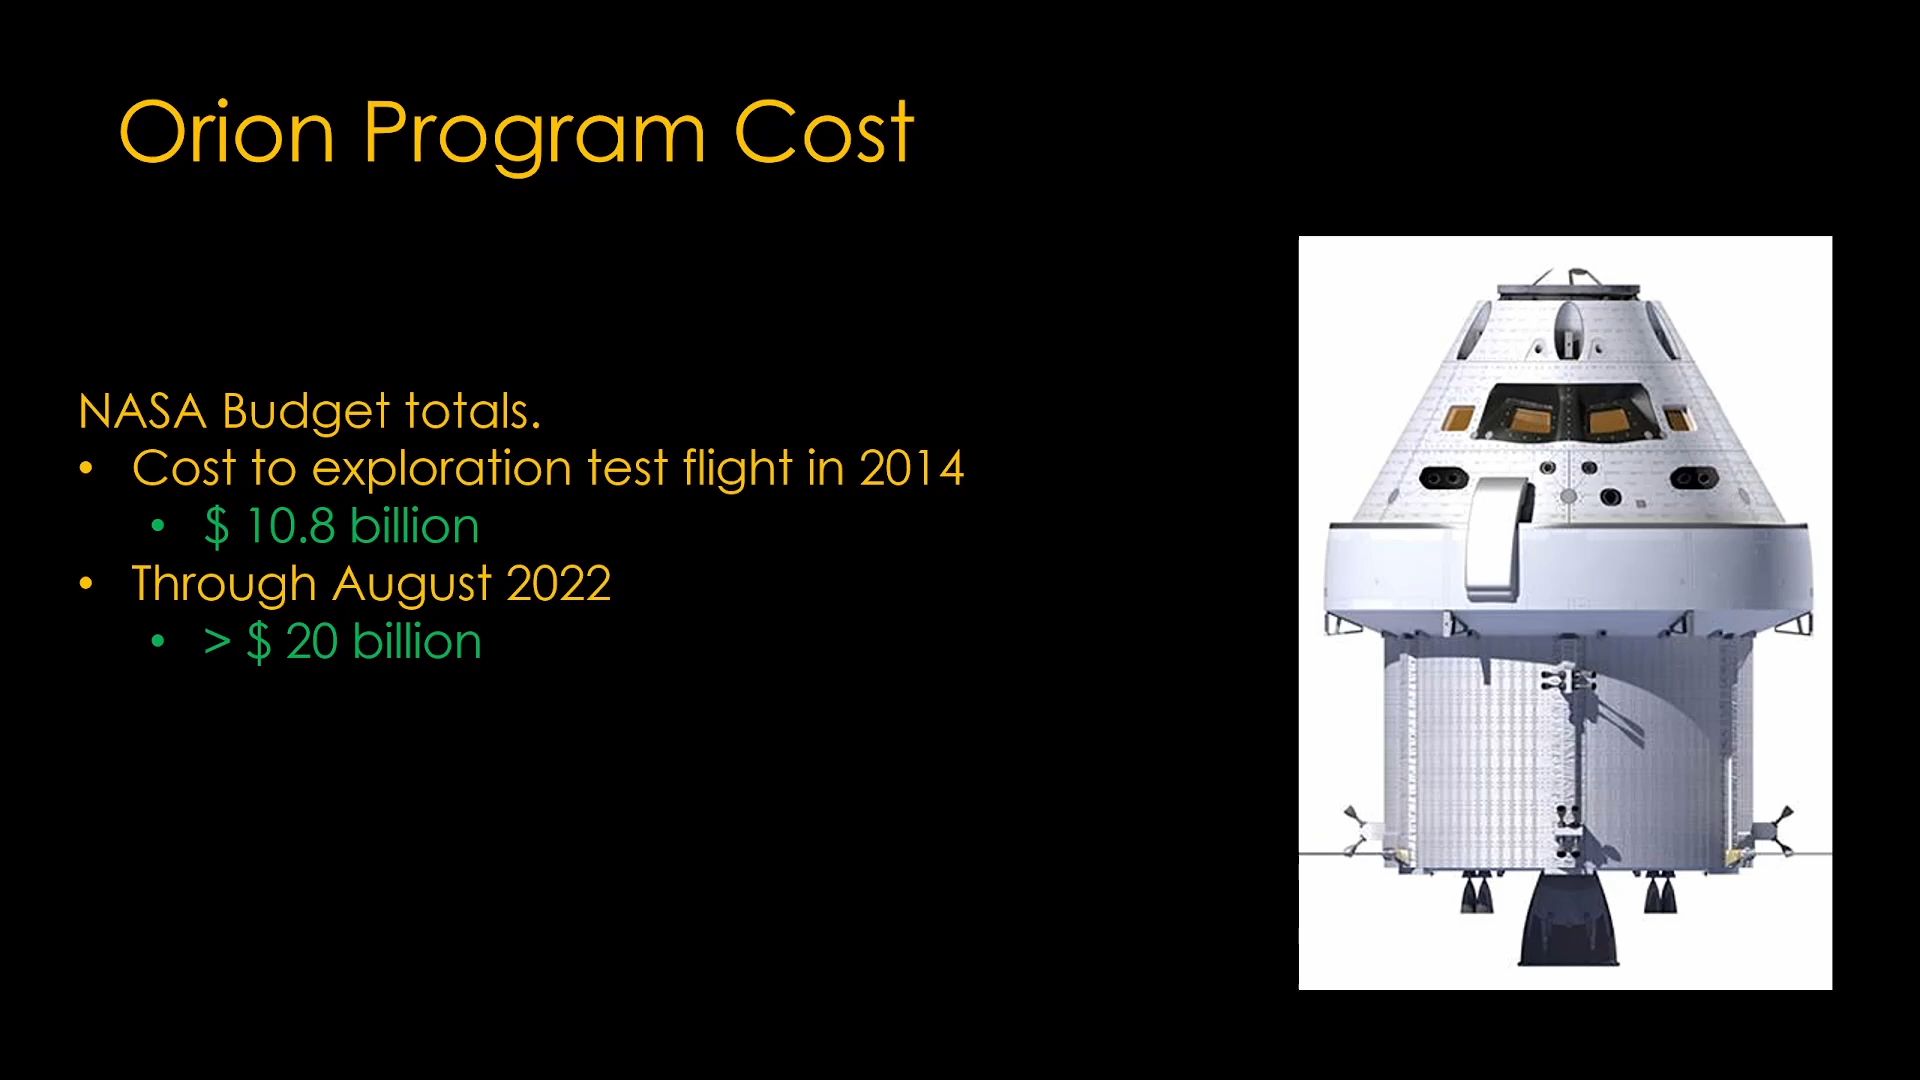 Orion Program Cost
NASA Budget totals.
• Cost to exploration test flight in 2014
• $ 10.8 billion
• Through August 2022
• > $ 20 billion